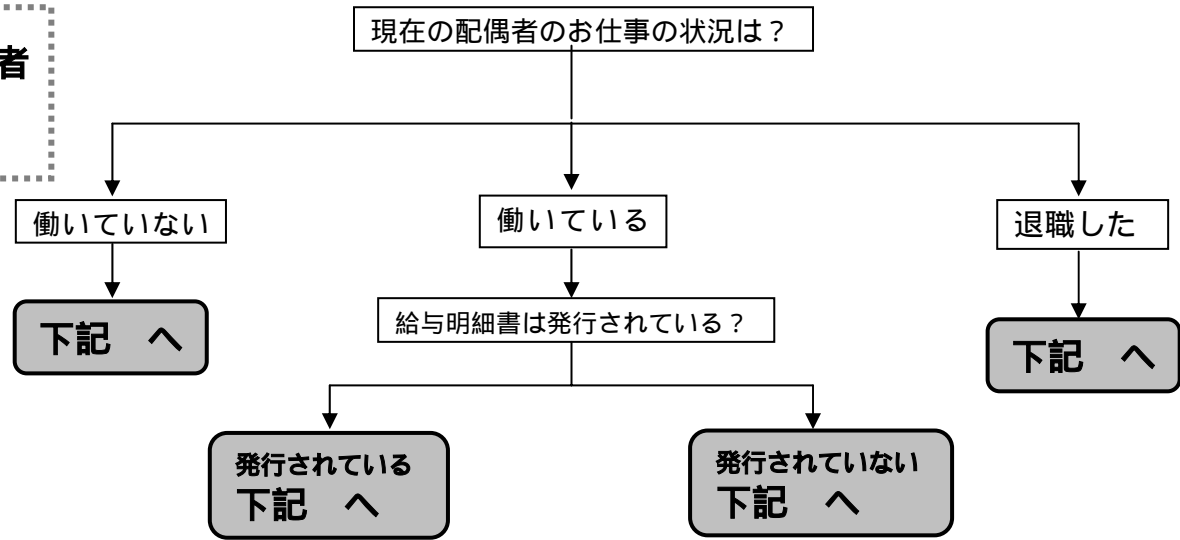 者
現在の配偶者のお仕事の状況は？
働いていない
働いている
退職した
下記　へ
給与明細書は発行されている？
下記　へ
発行されている
下記　へ
発行されていない
下記　へ